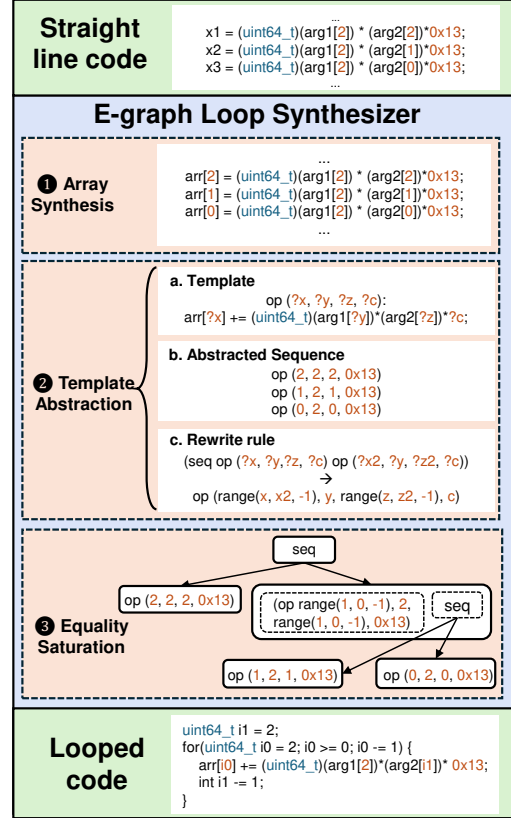 Straight
line code
...
x1 = (uint64_t)(arg1[2]) * (arg2[2])*0x13;
x2 = (uint64_t)(arg1[2]) * (arg2[1])*0x13;
x3 = (uint64_t)(arg1[2]) * (arg2[0])*0x13;
...
E-graph Loop Synthesizer
❶ Array
Synthesis
...
arr[2] = (uint64_t)(arg1[2]) * (arg2[2])*0x13;
arr[1] = (uint64_t)(arg1[2]) * (arg2[1])*0x13;
arr[0] = (uint64_t)(arg1[2]) * (arg2[0])*0x13;
...
❷ Template
Abstraction
a. Template
op (?x, ?y, ?z, ?c):
arr[?x] += (uint64_t)(arg1[?y])*(arg2[?z])*?c;
b. Abstracted Sequence
op (2, 2, 2, 0x13)
op (1, 2, 1, 0x13)
op (0, 2, 0, 0x13)
c. Rewrite rule
(seq op (?x, ?y,?z, ?c) op (?x2, ?y, ?z2, ?c))
→
op (range(x, x2, -1), y, range(z, z2, -1), c)
❸ Equality
Saturation
seq
op (2, 2, 2, 0x13)
(op range(1, 0, -1), 2,
range(1, 0, -1), 0x13)
seq
op (1, 2, 1, 0x13)
op (0, 2, 0, 0x13)
Looped
code
uint64_t i1 = 2;
for(uint64_t i0 = 2; i0 >= 0; i0 -= 1) {
arr[i0] += (uint64_t)(arg1[2])*(arg2[i1])* 0x13;
int i1 -= 1;
}